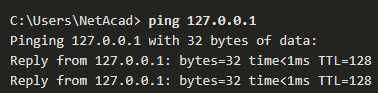 C:\Users\NetAcad> ping 127.0.0.1
Pinging 127.0.0.1 with 32 bytes of data:
Reply from 127.0.0.1: bytes=32 time<1ms TTL=128
Reply from 127.0.0.1: bytes=32 time<1ms TTL=128